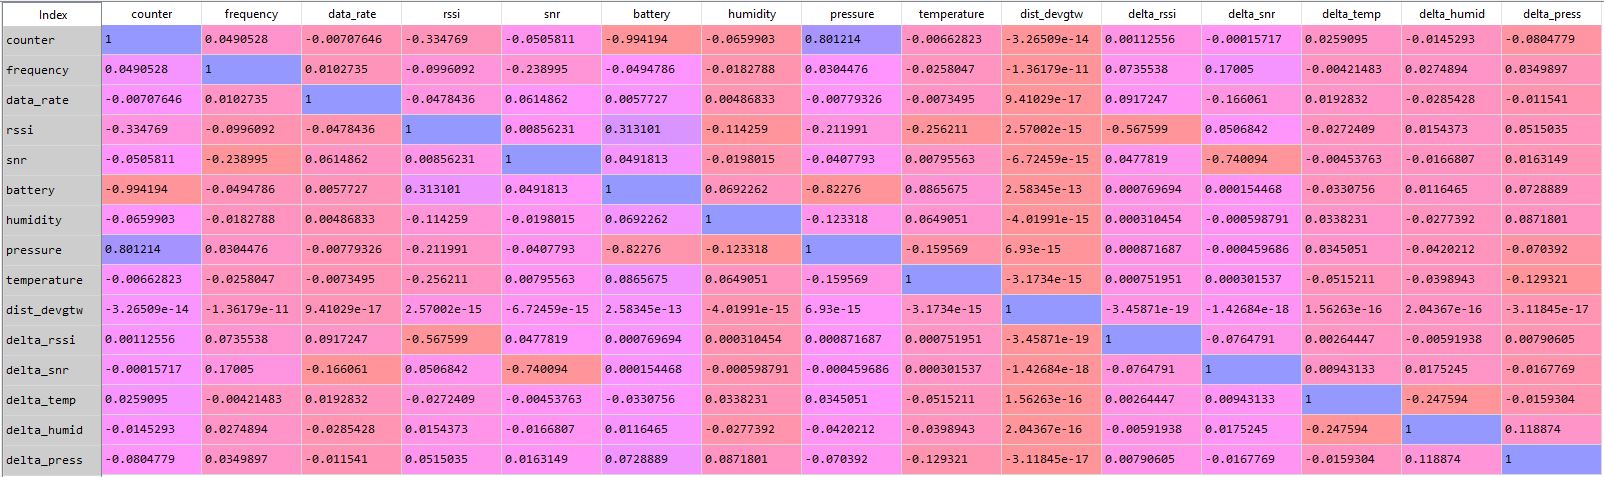 Index counter frequency data_rate rssi snr battery humidity pressure temperature dist_devgtw delta_rssi delta_snr delta_temp delta_humid delta_press
counter 1 0.0490528 -0.00707646 -0.334769 -0.0505811 -0.994194 -0.0659903 0.801214 -0.00662823 -3.26509e-14 0.00112556 -0.00015717 0.0259095 -0.0145293 -0.0804779
frequency 0.0490528 1 0.0102735 -0.0996092 -0.238995 -0.0494786 -0.0182788 0.0304476 -0.0258047 -1.36179e-11 0.0735538 0.17005 -0.00421483 0.0274894 0.0349897
data_rate -0.00707646 0.0102735 1 -0.0478436 0.0614862 0.0057727 0.00486833 -0.00779326 -0.0073495 9.41029e-17 0.0917247 -0.166061 0.0192832 -0.0285428 -0.011541
rssi -0.334769 -0.0996092 -0.0478436 1 0.00856231 0.313101 -0.114259 -0.211991 -0.256211 2.57002e-15 -0.567599 0.0506842 -0.0272409 0.0154373 0.0515035
snr -0.0505811 -0.238995 0.0614862 0.00856231 1 0.0491813 -0.0198015 -0.0407793 0.00795563 -6.72459e-15 0.0477819 -0.740094 -0.00453763 -0.0166807 0.0163149
battery -0.994194 -0.0494786 0.0057727 0.313101 0.0491813 1 0.0692262 -0.82276 0.0865675 2.58345e-13 0.000769694 0.000154468 -0.0330756 0.0116465 0.0728889
humidity -0.0659903 -0.0182788 0.00486833 -0.114259 -0.0198015 0.0692262 1 -0.123318 0.0649051 -4.01991e-15 0.000310454 -0.000598791 0.0338231 -0.0277392 0.0871801
pressure 0.801214 0.0304476 -0.00779326 -0.211991 -0.0407793 -0.82276 -0.123318 1 -0.159569 6.93e-15 0.000871687 -0.000459686 0.0345051 -0.0420212 -0.070392
temperature -0.00662823 -0.0258047 -0.0073495 -0.256211 0.00795563 0.0865675 0.0649051 -0.159569 1 -3.1734e-15 0.000751951 0.000301537 -0.0515211 -0.0398943 -0.129321
dist_devgtw -3.26509e-14 -1.36179e-11 9.41029e-17 2.57002e-15 -6.72459e-15 2.58345e-13 -4.01991e-15 6.93e-15 -3.1734e-15 1 -3.45871e-19 -1.42684e-18 1.56263e-16 2.04367e-16 -3.11845e-17
delta_rssi 0.00112556 0.0735538 0.0917247 -0.567599 0.0477819 0.000769694 0.000310454 0.000871687 0.000751951 -3.45871e-19 1 -0.0764791 0.00264447 -0.00591938 0.00790605
delta_snr -0.00015717 0.17005 -0.166061 0.0506842 -0.740094 0.000154468 -0.000598791 -0.000459686 0.000301537 -1.42684e-18 -0.0764791 1 0.00943133 0.0175245 -0.0167769
delta_temp 0.0259095 -0.00421483 0.0192832 -0.0272409 -0.00453763 -0.0330756 0.0338231 0.0345051 -0.0515211 1.56263e-16 0.00264447 0.00943133 1 -0.247594 -0.0159304
delta_humid -0.0145293 0.0274894 -0.0285428 0.0154373 -0.0166807 0.0116465 -0.0277392 -0.0420212 -0.0398943 2.04367e-16 -0.00591938 0.0175245 -0.247594 1 0.118874
delta_press -0.0804779 0.0349897 -0.011541 0.0515035 0.0163149 0.0728889 0.0871801 -0.070392 -0.129321 -3.11845e-17 0.00790605 -0.0167769 -0.0159304 0.118874 1